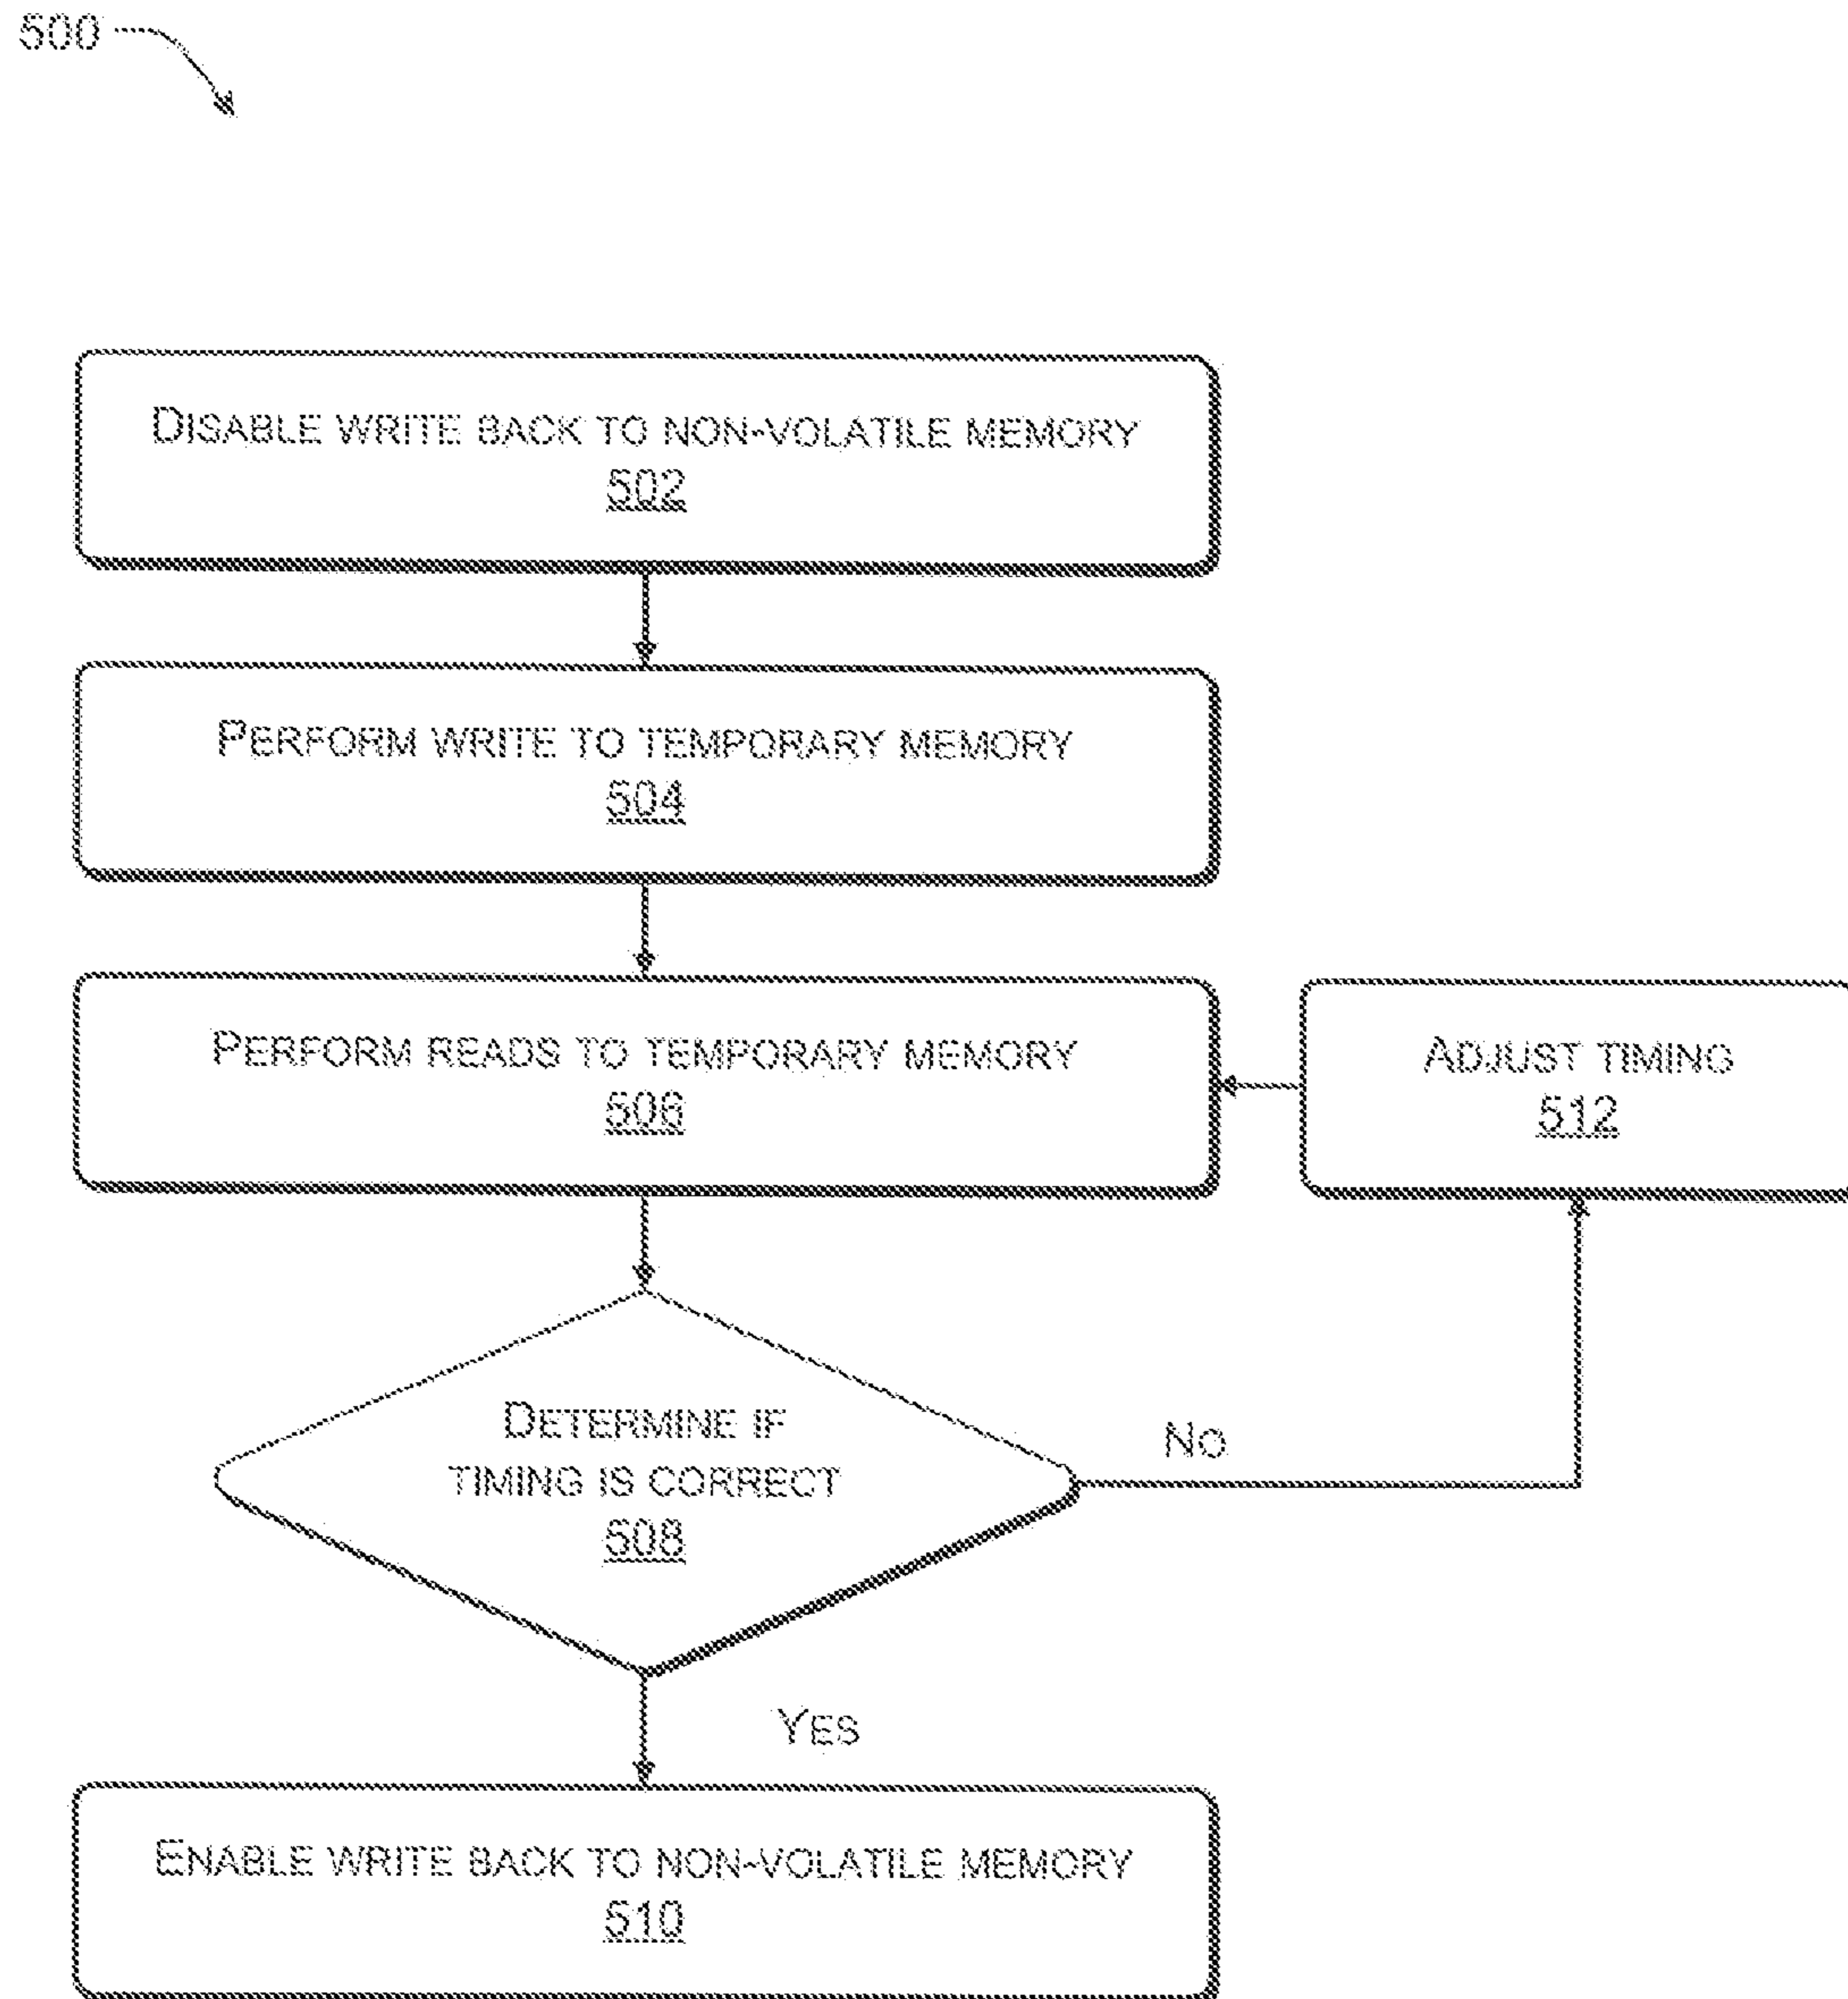 500
DISABLE WRITE BACK TO NON-VOLATILE MEMORY
502
PERFORM WRITE TO TEMPORARY MEMORY
504
PERFORM READS TO TEMPORARY MEMORY
506
ADJUST TIMING
512
DETERMINE IF
TIMING IS CORRECT
508
NO
YES
ENABLE WRITE BACK TO NON-VOLATILE MEMORY
510